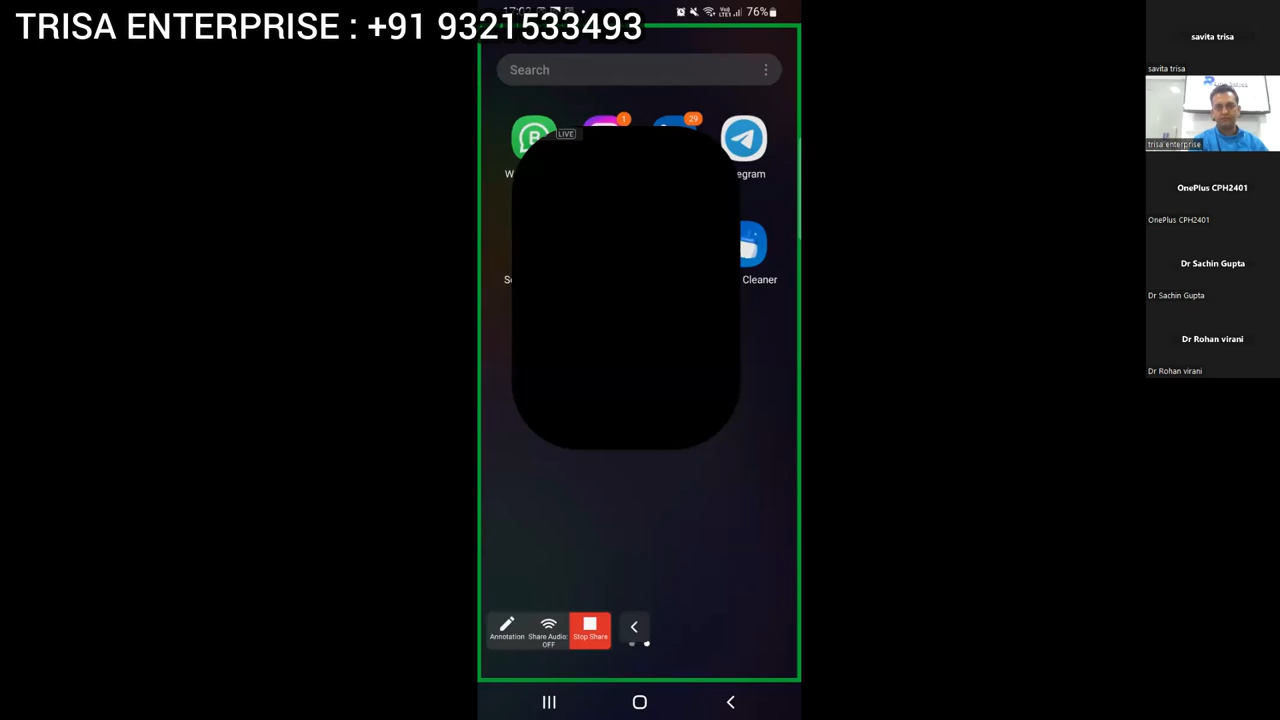 TRISA ENTERPRISE : +91 9321533493
76%
Search
1
29
LIVE
W
egram
Se
Cleaner
Annotation
Share Audio:
OFF
Stop Share
savita trisa
savita trisa
trisa enterprise
OnePlus CPH2401
OnePlus CPH2401
Dr Sachin Gupta
Dr Sachin Gupta
Dr Rohan virani
Dr Rohan virani